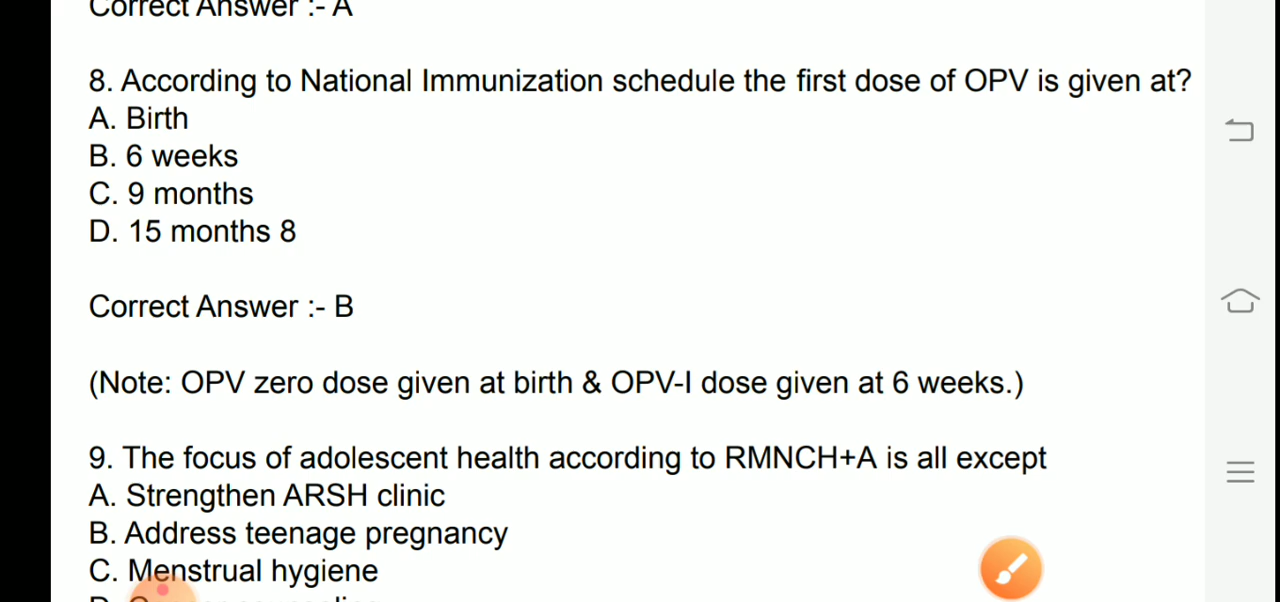 Correct Answer :- A
8. According to National Immunization schedule the first dose of OPV is given at?
A. Birth
B. 6 weeks
C. 9 months
D. 15 months 8
Correct Answer :- B
(Note: OPV zero dose given at birth & OPV-I dose given at 6 weeks.)
9. The focus of adolescent health according to RMNCH+A is all except
A. Strengthen ARSH clinic
B. Address teenage pregnancy
C. Menstrual hygiene
D.